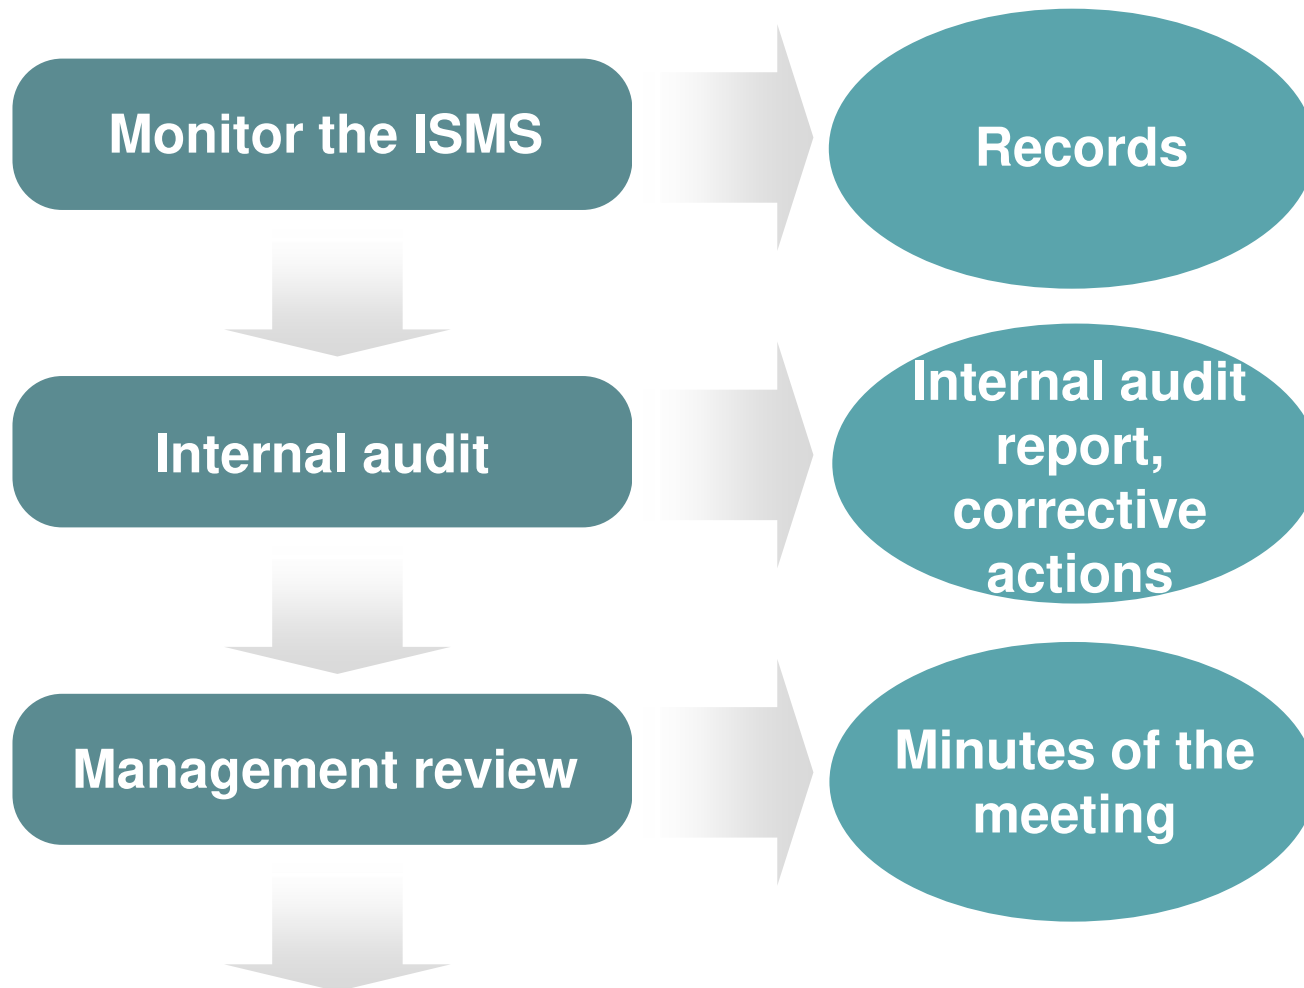 Monitor the ISMS
Records
Internal audit
Internal audit
report,
corrective
actions
Management review
Minutes of the
meeting